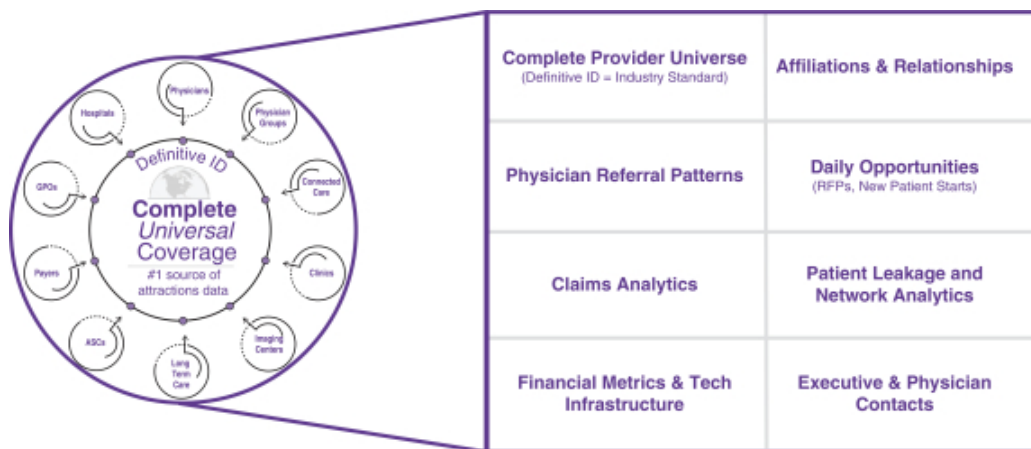 Physicians
Physician
Groups
Connected
Care
Clinics
Imaging
Centers
Long
Term
Care
ASCs
Payers
GPOs
Hospitals
Definitive ID
Complete
Universal
Coverage
#1 source of
attractions data
Complete Provider Universe
(Definitive ID = Industry Standard)
Affiliations & Relationships
Physician Referral Patterns
Daily Opportunities
(RFPs, New Patient Starts)
Claims Analytics
Patient Leakage and
Network Analytics
Financial Metrics & Tech
Infrastructure
Executive & Physician
Contacts